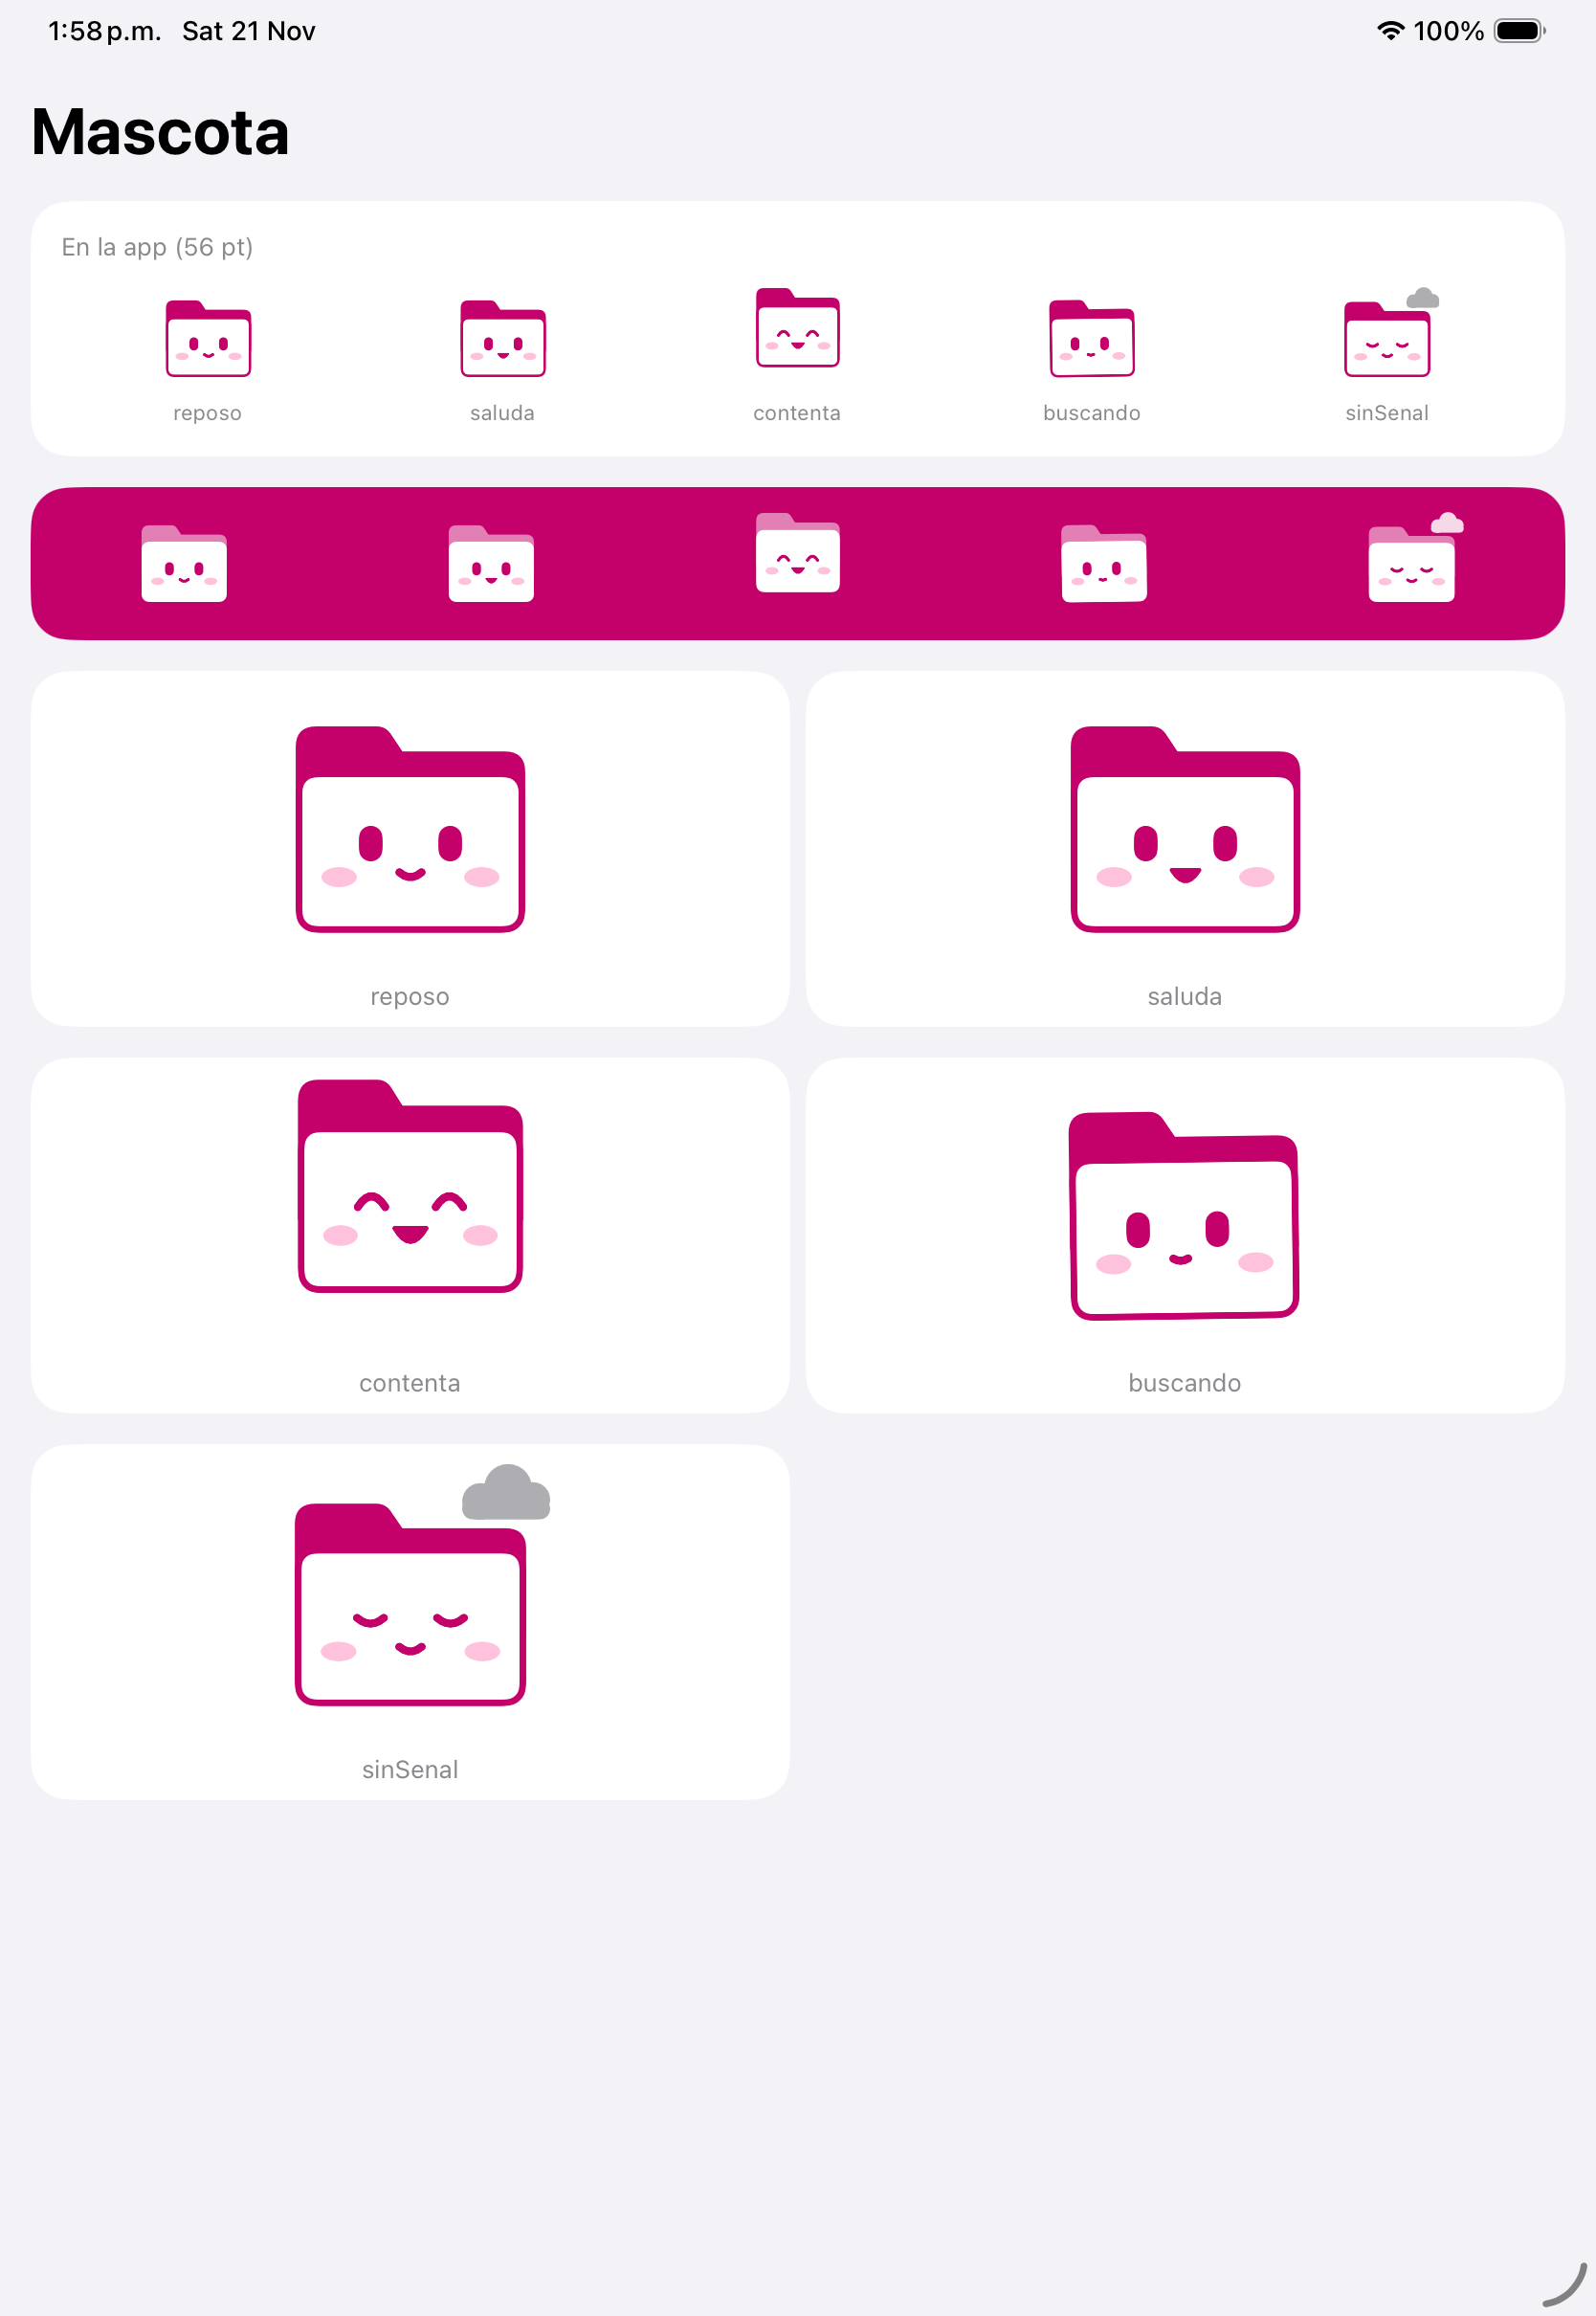 1:58 p.m. Sat 21 Nov 100%
Mascota
En la app (56 pt)
reposo saluda contenta buscando sinSenal
reposo saluda
contenta buscando
sinSenal